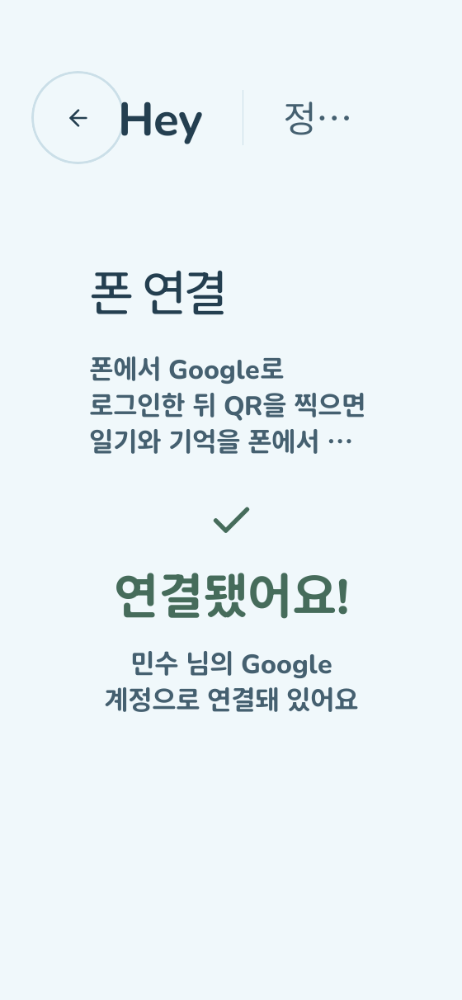 Hey 정…
폰 연결
폰에서 Google로
로그인한 뒤 QR을 찍으면
일기와 기억을 폰에서 …
연결됐어요!
민수 님의 Google
계정으로 연결돼 있어요